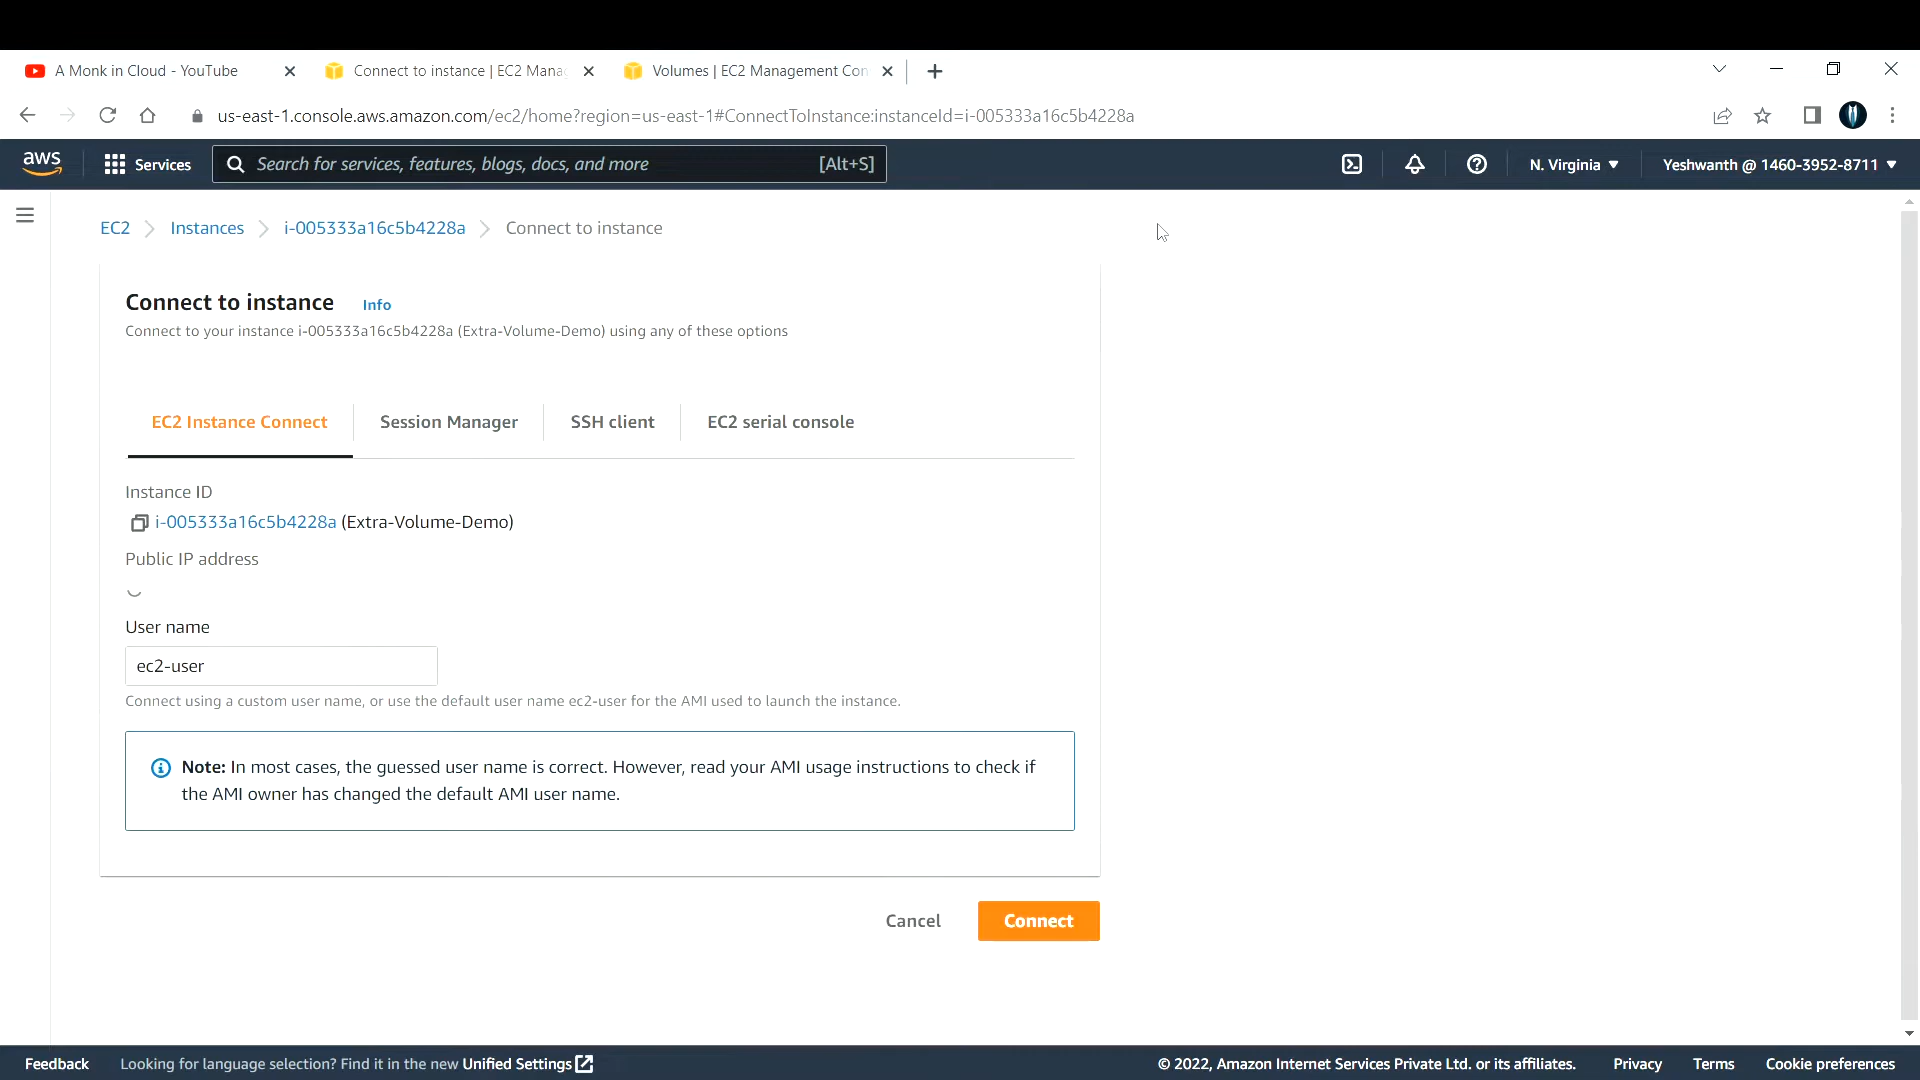 A Monk in Cloud - YouTube
Connect to instance | EC2 Mana
Volumes | EC2 Management Con
us-east-1.console.aws.amazon.com/ec2/home?region=us-east-1#ConnectToInstance:instanceId=i-005333a16c5b4228a
aws
Services
Search for services, features, blogs, docs, and more
[Alt+S]
N. Virginia
Yeshwanth @ 1460-3952-8711
EC2
Instances
i-005333a16c5b4228a
Connect to instance
Connect to instance
Info
Connect to your instance i-005333a16c5b4228a (Extra-Volume-Demo) using any of these options
EC2 Instance Connect
Session Manager
SSH client
EC2 serial console
Instance ID
i-005333a16c5b4228a (Extra-Volume-Demo)
Public IP address
User name
ec2-user
Connect using a custom user name, or use the default user name ec2-user for the AMI used to launch the instance.
Note: In most cases, the guessed user name is correct. However, read your AMI usage instructions to check if
the AMI owner has changed the default AMI user name.
Cancel
Connect
Feedback
Looking for language selection? Find it in the new Unified Settings
© 2022, Amazon Internet Services Private Ltd. or its affiliates.
Privacy
Terms
Cookie preferences